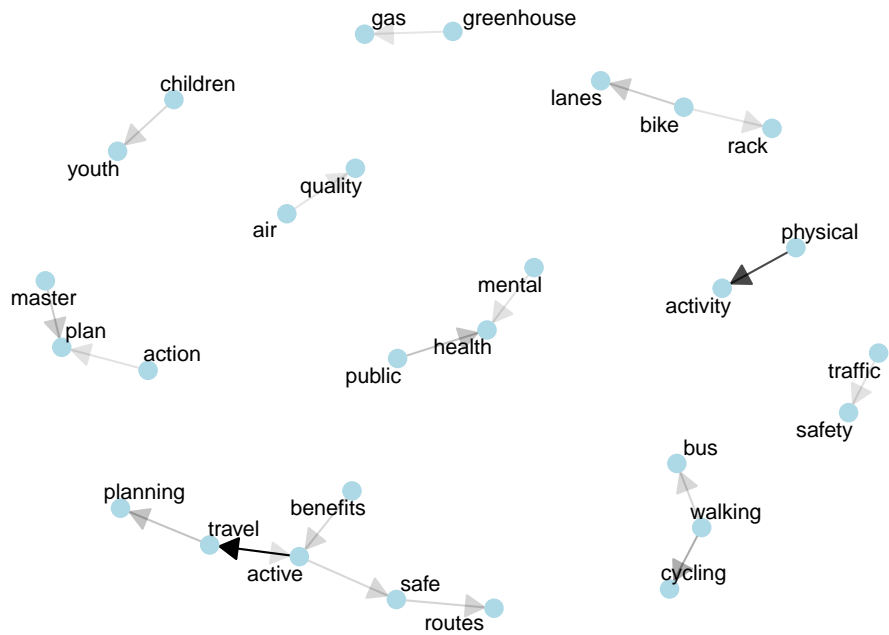 gas
greenhouse
children
lanes
bike
rack
youth
quality
air
physical
mental
master
activity
plan
action
health
public
traffic
safety
bus
planning
benefits
travel
walking
active
cycling
safe
routes